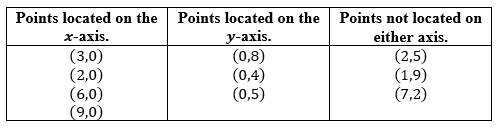 Points located on the x-axis. Points located on the y-axis. Points not located on either axis.
(3,0) (0,8) (2,5)
(2,0) (0,4) (1,9)
(6,0) (0,5) (7,2)
(9,0)